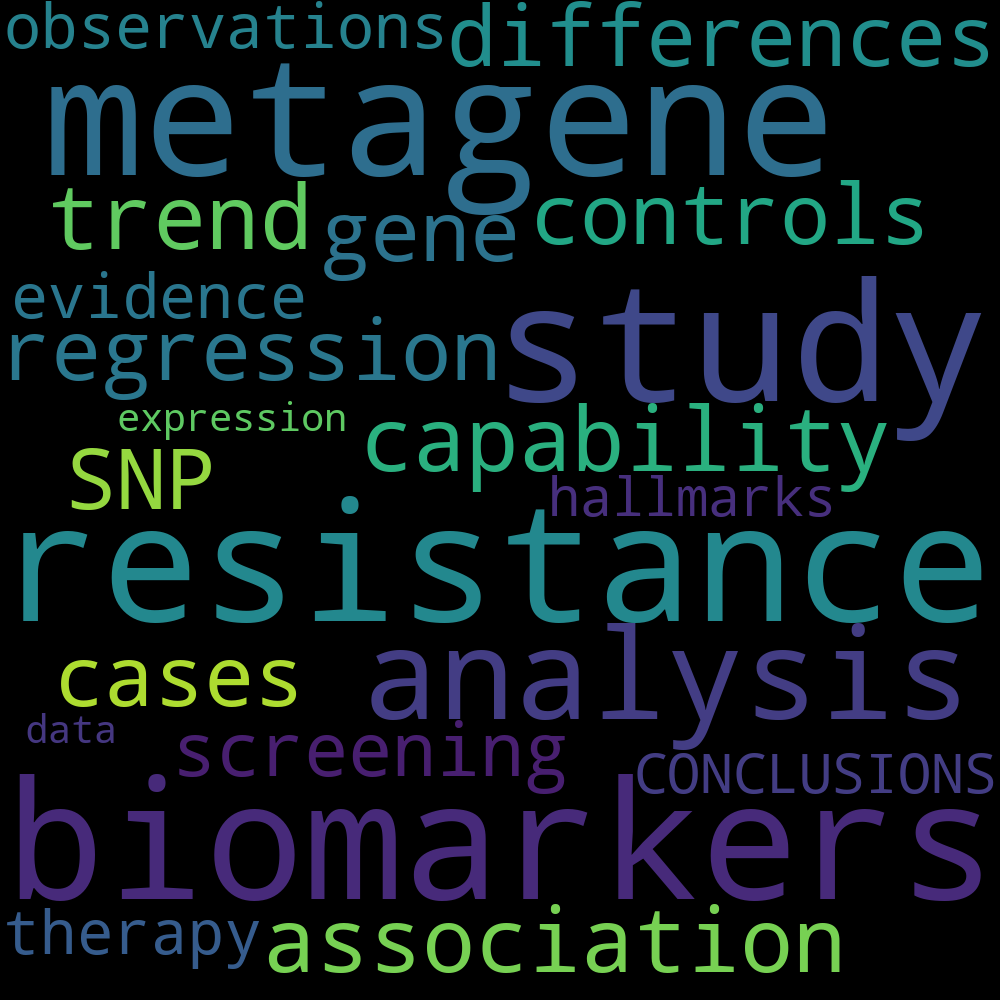 observations differences
metagene
trend gene controls
evidence study
regression
expression capability
SNP hallmarks
resistance
cases analysis
data screening CONCLUSIONS
biomarkers
therapy association